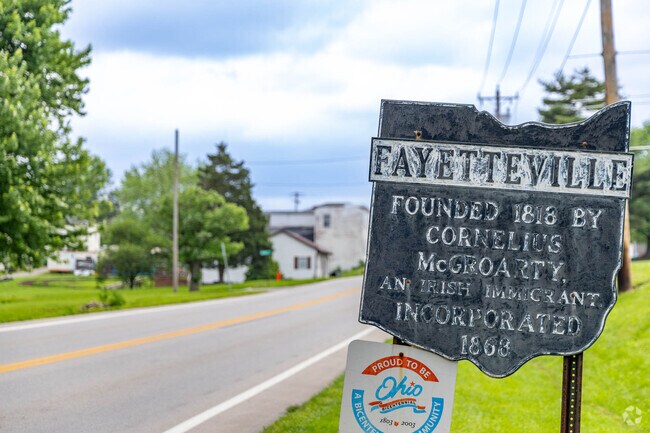 FAYETTEVILLE
FOUNDED 1818 BY
CORNELIUS
McGROARTY,
AN IRISH IMMIGRANT.
INCORPORATED
1868
PROUD TO BE
Ohio
BICENTENNIAL
1803 2003
A BICENTENNIAL COMMUNITY